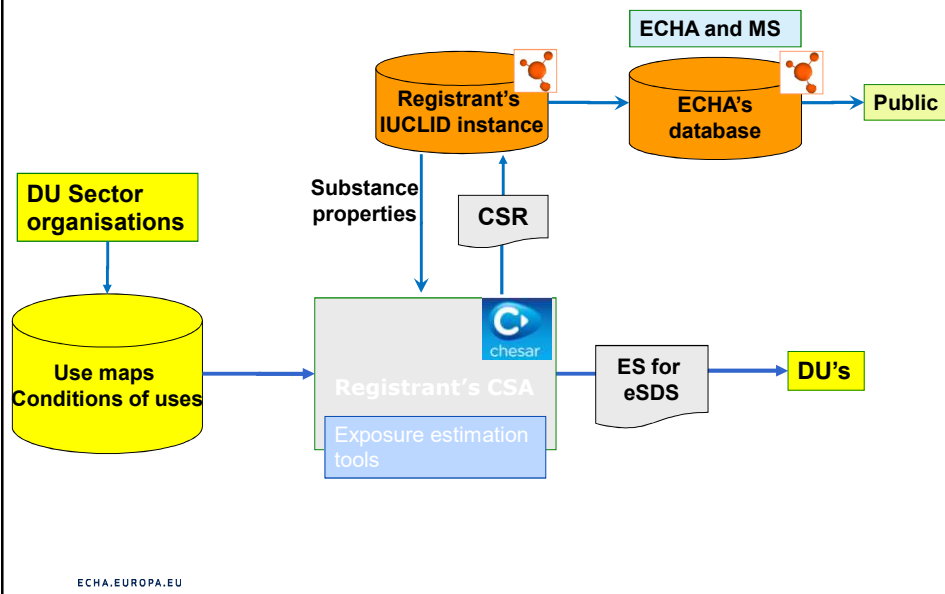 ECHA and MS
Registrant's
IUCLID instance
ECHA's
database
Public
DU Sector
organisations
Substance
properties
CSR
chesar
Use maps
Conditions of uses
Registrant's CSA
Exposure estimation
tools
ES for
eSDS
DU's
ECHA.EUROPA.EU